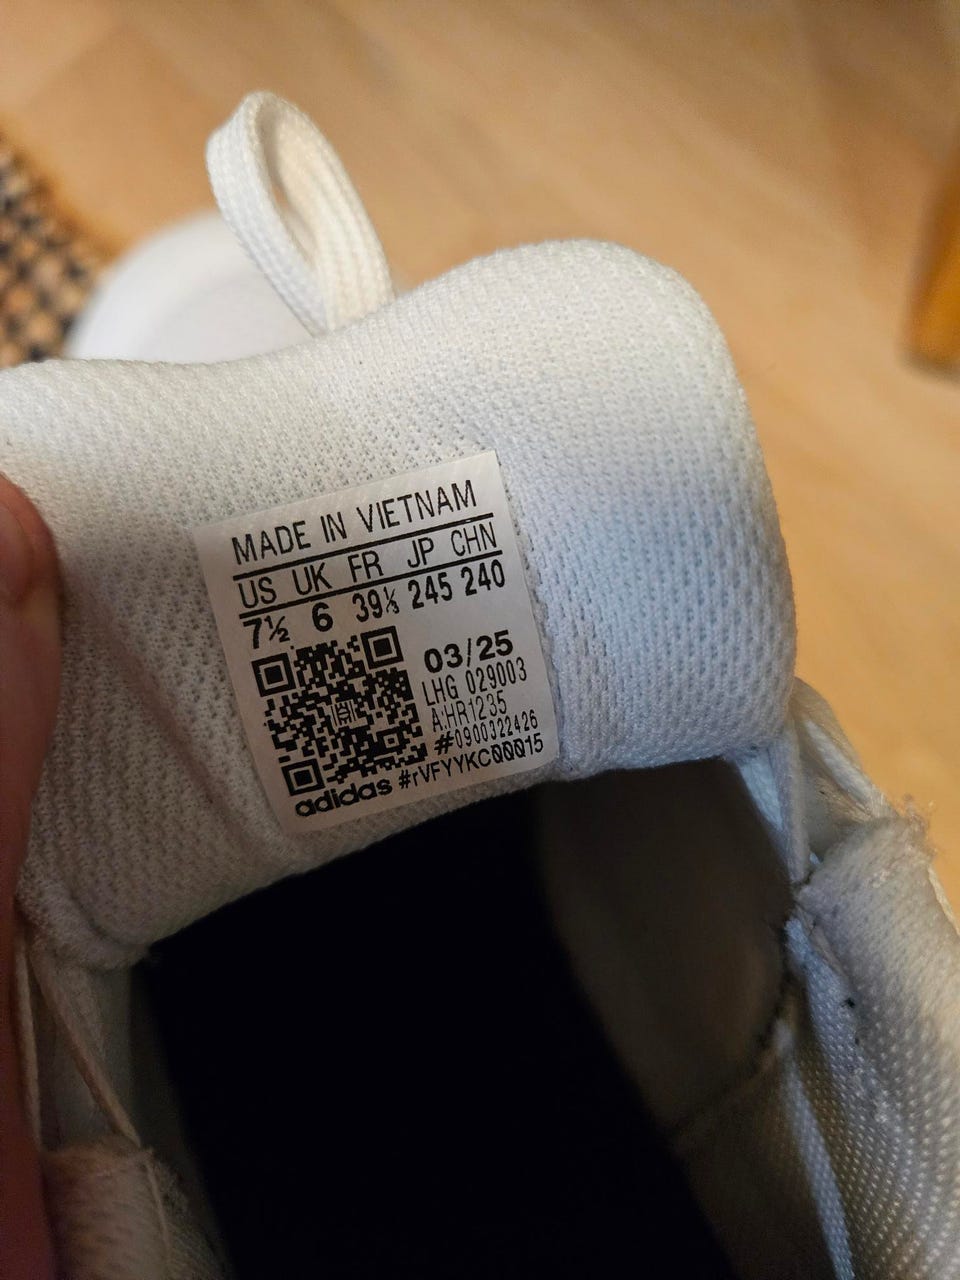 MADE IN VIETNAM
US UK FR JP CHN
7½ 6 39⅓ 245 240
03/25
LHG 029003
A:HR1235
#0900322426
adidas #rVFYYKC00015